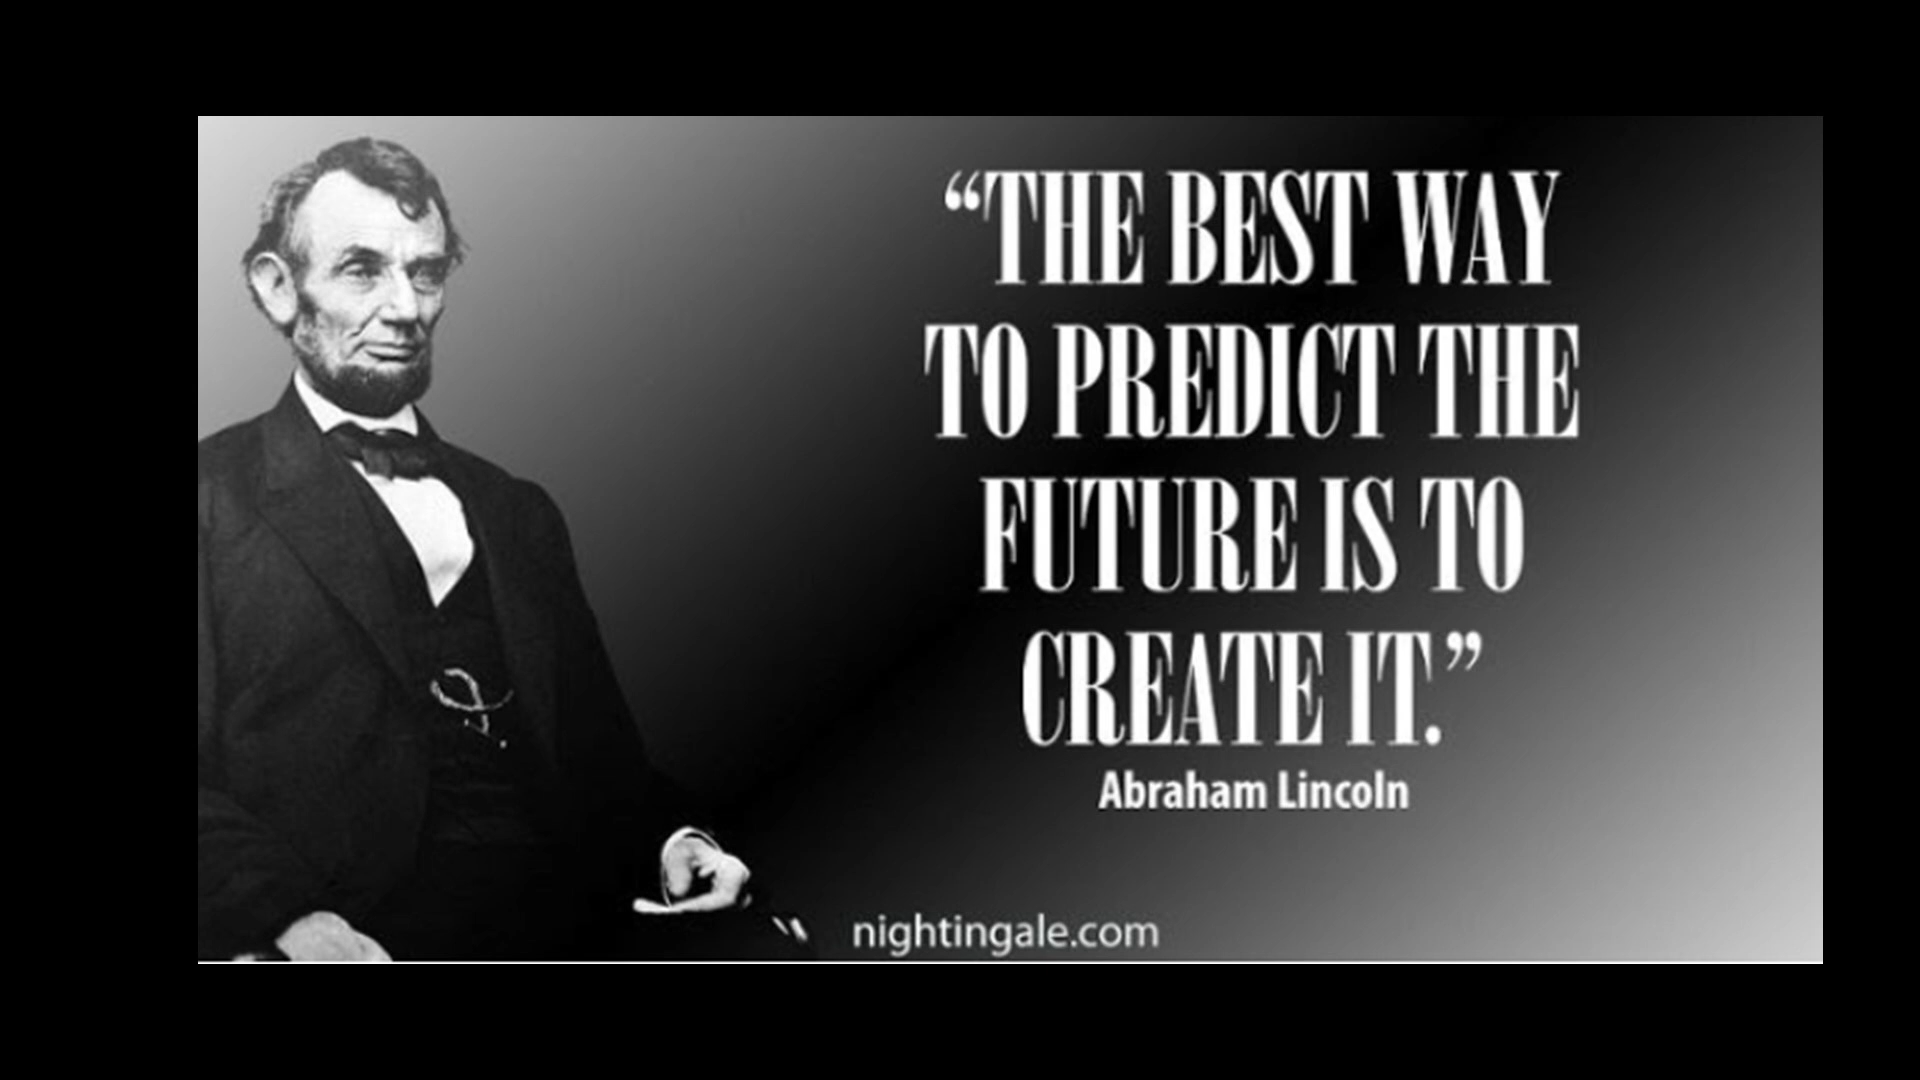 “THE BEST WAY
TO PREDICT THE
FUTURE IS TO
CREATE IT.”
Abraham Lincoln
nightingale.com